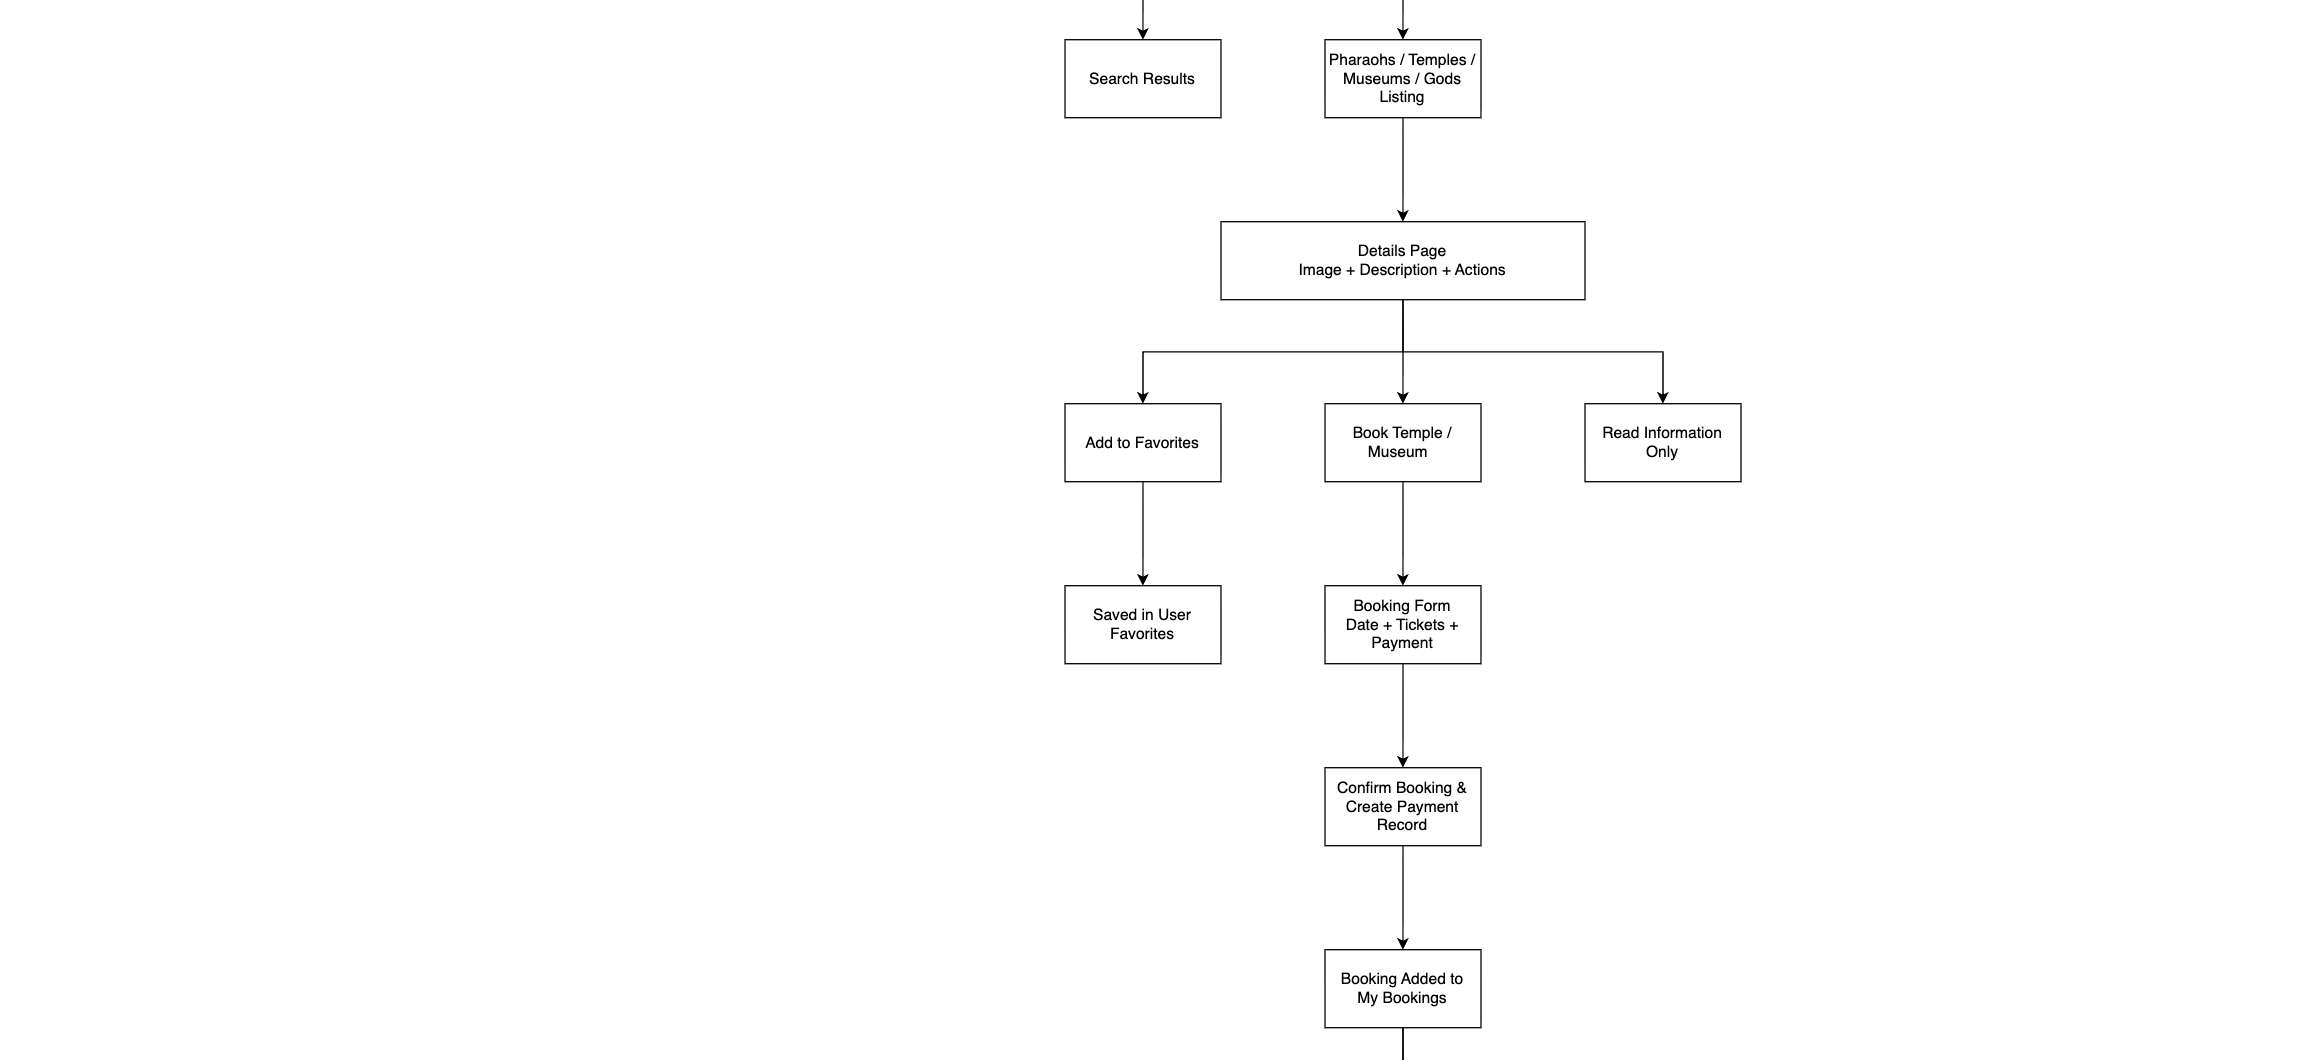 Search Results
Pharaohs / Temples /
Museums / Gods
Listing
Details Page
Image + Description + Actions
Add to Favorites
Book Temple /
Museum
Read Information
Only
Saved in User
Favorites
Booking Form
Date + Tickets +
Payment
Confirm Booking &
Create Payment
Record
Booking Added to
My Bookings